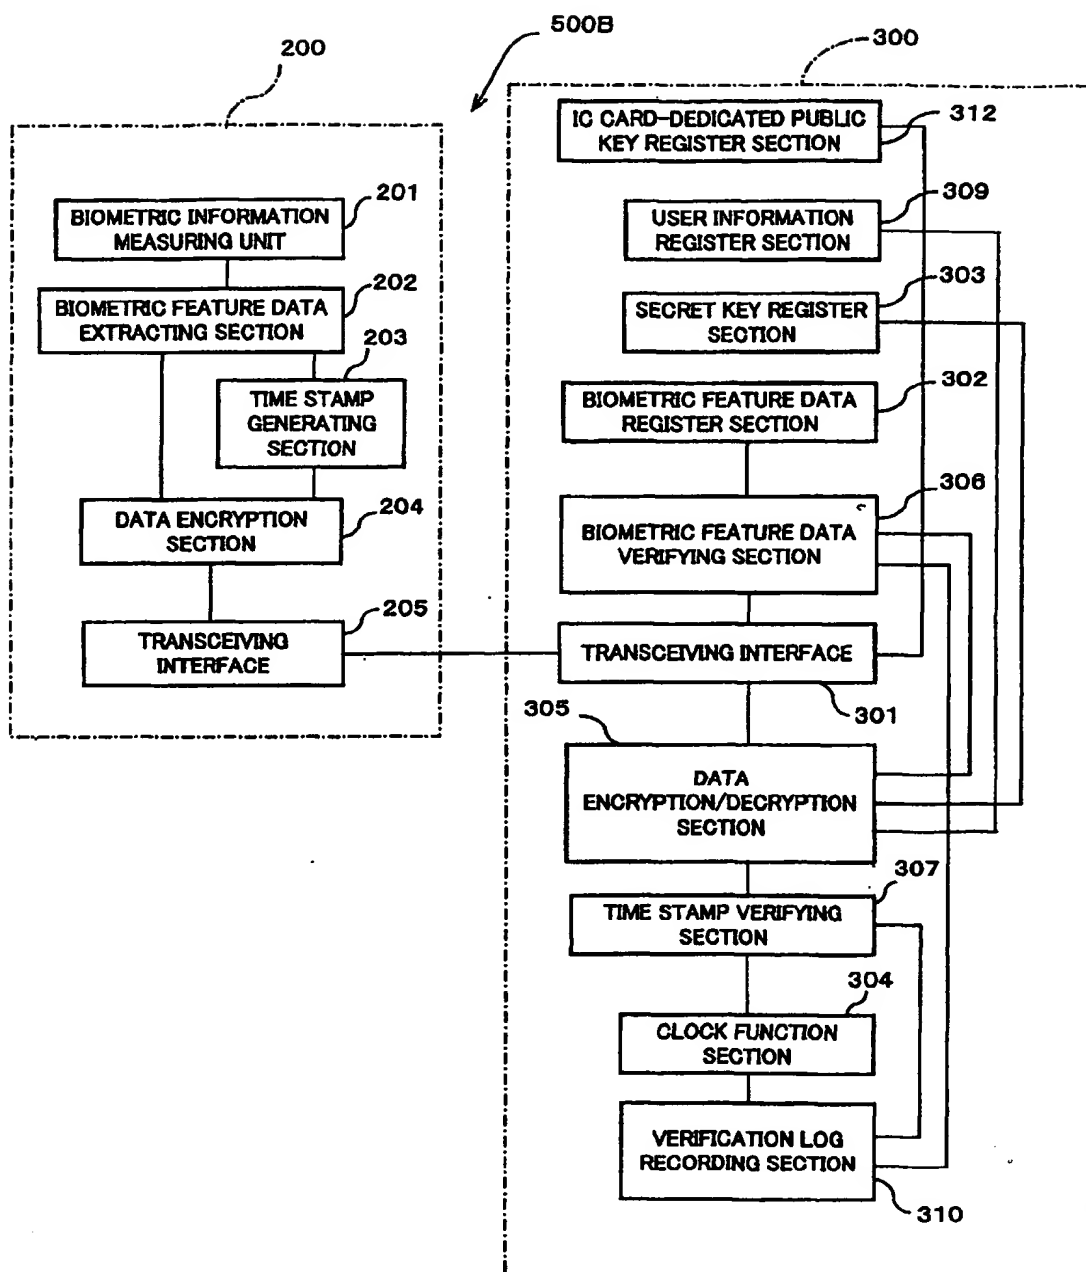 500B
200
300
IC CARD-DEDICATED PUBLIC
KEY REGISTER SECTION
312
201
BIOMETRIC INFORMATION
MEASURING UNIT
309
USER INFORMATION
REGISTER SECTION
202
BIOMETRIC FEATURE DATA
EXTRACTING SECTION
303
SECRET KEY REGISTER
SECTION
203
TIME STAMP
GENERATING
SECTION
302
BIOMETRIC FEATURE DATA
REGISTER SECTION
204
DATA ENCRYPTION
SECTION
306
BIOMETRIC FEATURE DATA
VERIFYING SECTION
205
TRANSCEIVING
INTERFACE
TRANSCEIVING INTERFACE
301
305
DATA
ENCRYPTION/DECRYPTION
SECTION
307
TIME STAMP VERIFYING
SECTION
304
CLOCK FUNCTION
SECTION
VERIFICATION LOG
RECORDING SECTION
310